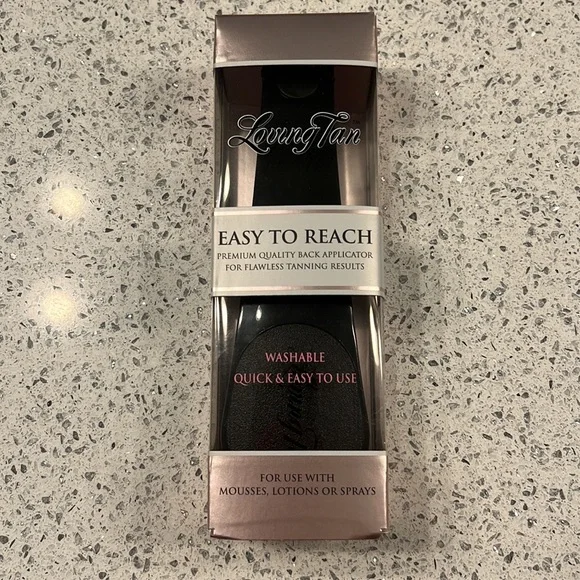 Loving Tan
EASY TO REACH
PREMIUM QUALITY BACK APPLICATOR
FOR FLAWLESS TANNING RESULTS
WASHABLE
QUICK & EASY TO USE
FOR USE WITH
MOUSSES, LOTIONS OR SPRAYS